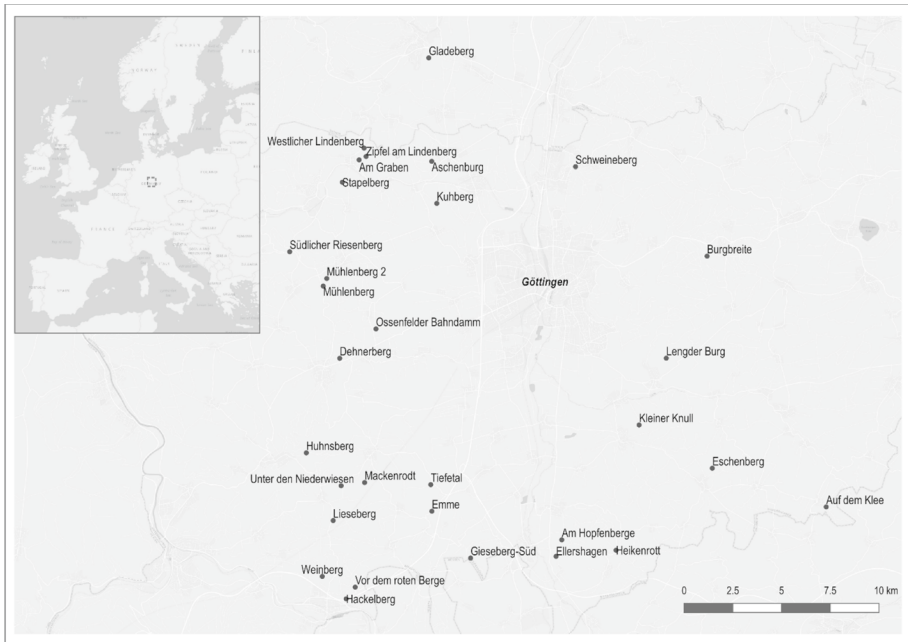 Gladeberg
Westlicher Lindenberg
Zipfel am Lindenberg
Am Graben
Aschenburg
Schweineberg
Stapelberg
Kuhberg
Südlicher Riesenberg
Burgbreite
Mühlenberg 2
Göttingen
Mühlenberg
Ossenfelder Bahndamm
Dehnerberg
Lengder Burg
Kleiner Knull
Huhnsberg
Eschenberg
Unter den Niederwiesen
Mackenrodt
Tiefetal
Auf dem Klee
Emme
Lieseberg
Am Hopfenberge
Gieseberg-Süd
Ellershagen
Heikenrott
Weinberg
Vor dem roten Berge
Hackelberg
0 2.5 5 7.5 10 km